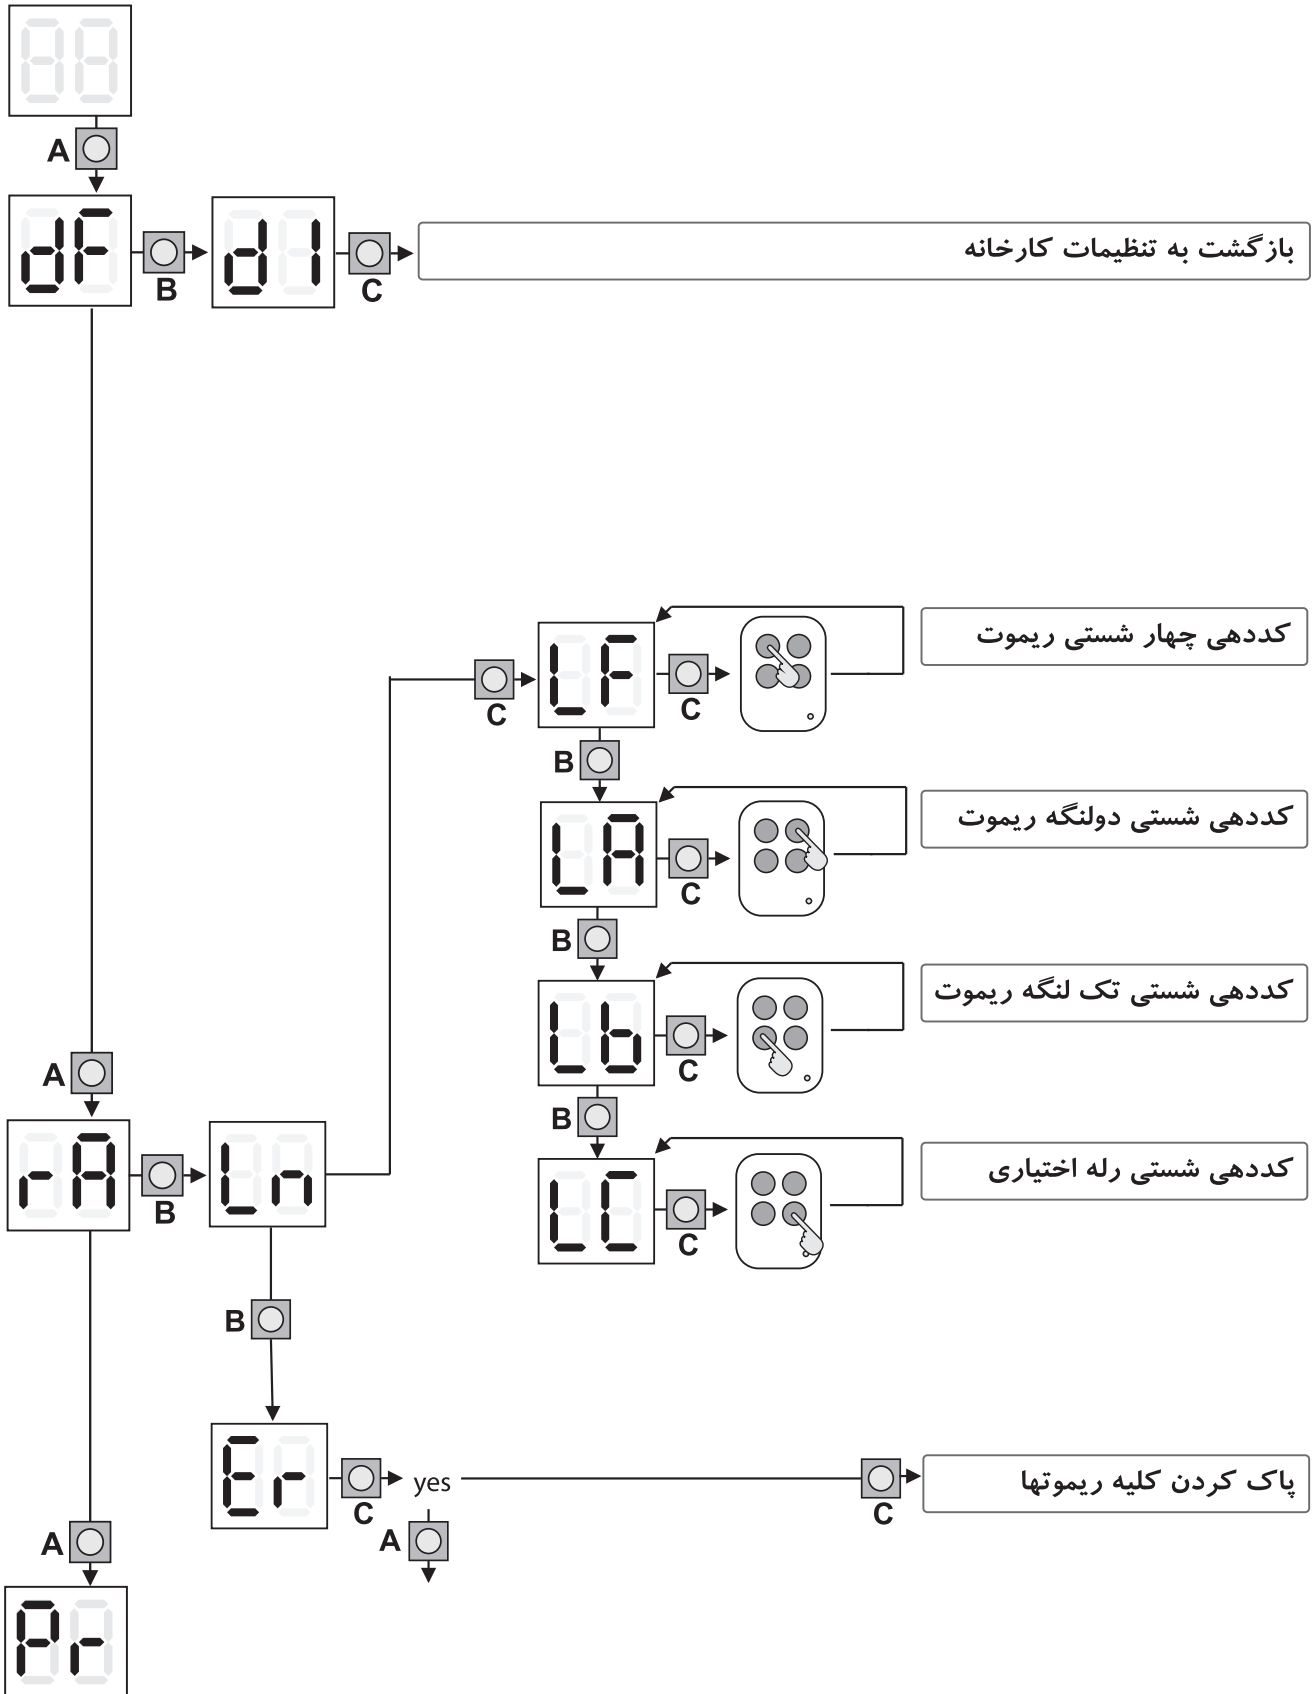 A
dF
B
d1
C
بازگشت به تنظیمات کارخانه
C
LF
C
کددهی چهار شستی ریموت
B
LA
C
کددهی شستی دولنگه ریموت
B
Lb
C
کددهی شستی تک لنگه ریموت
B
LC
C
کددهی شستی رله اختیاری
A
rA
B
Ln
B
Er
C
yes
C
پاک کردن کلیه ریموتها
A
A
Pr